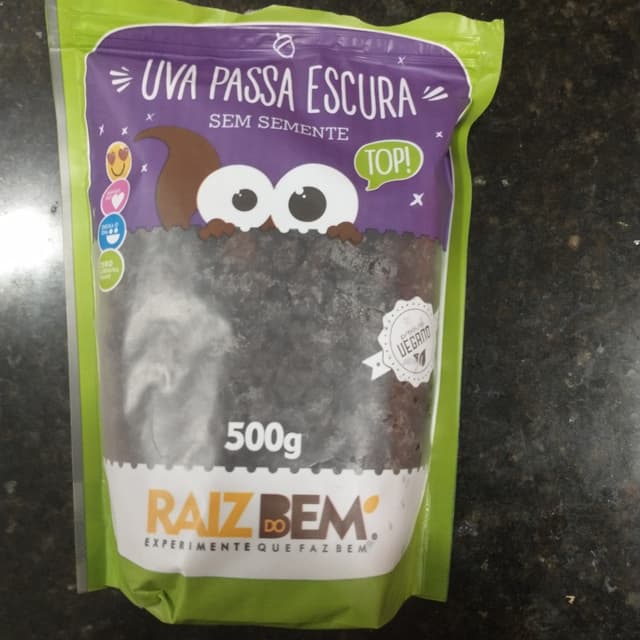 UVA PASSA ESCURA
SEM SEMENTE
TOP!
VEGANO
500g
RAIZ DO BEM
EXPERIMENTE QUE FAZ BEM